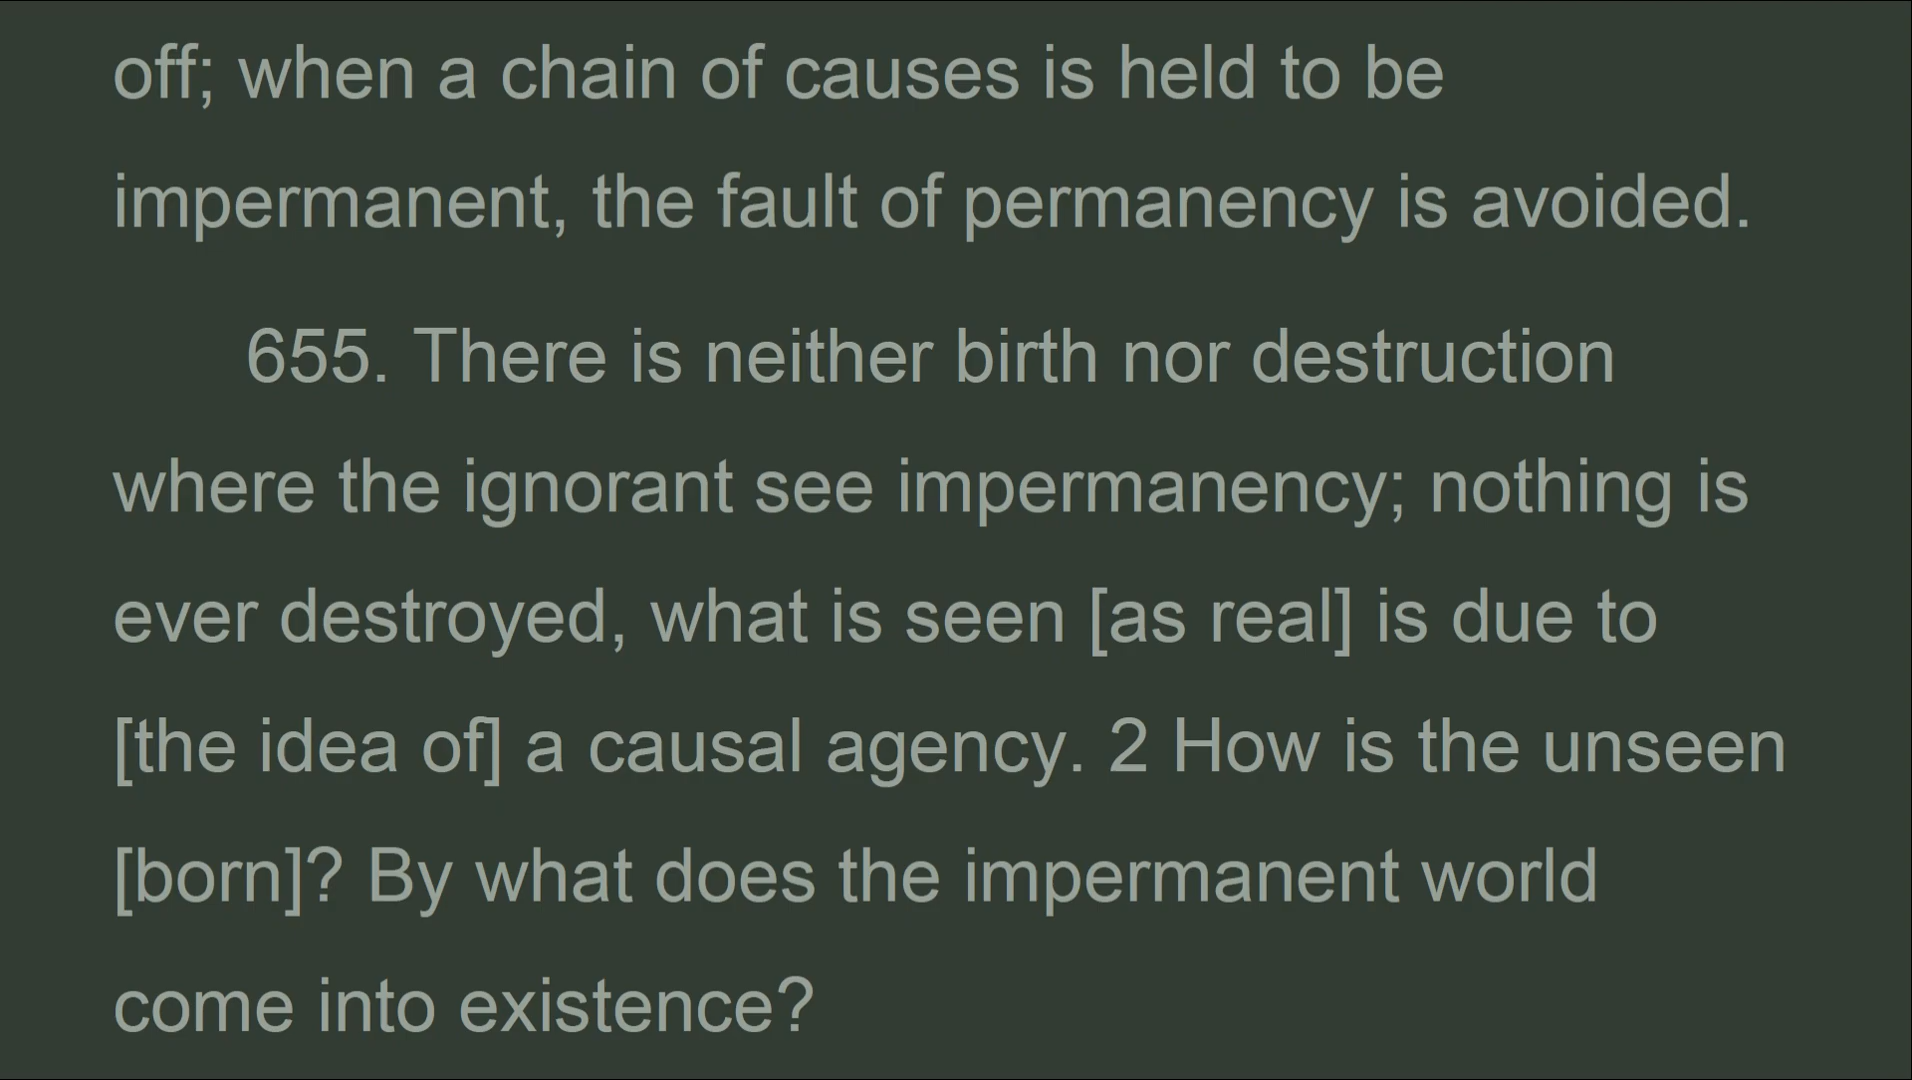 off; when a chain of causes is held to be
impermanent, the fault of permanency is avoided.
655. There is neither birth nor destruction
where the ignorant see impermanency; nothing is
ever destroyed, what is seen [as real] is due to
[the idea of] a causal agency. 2 How is the unseen
[born]? By what does the impermanent world
come into existence?